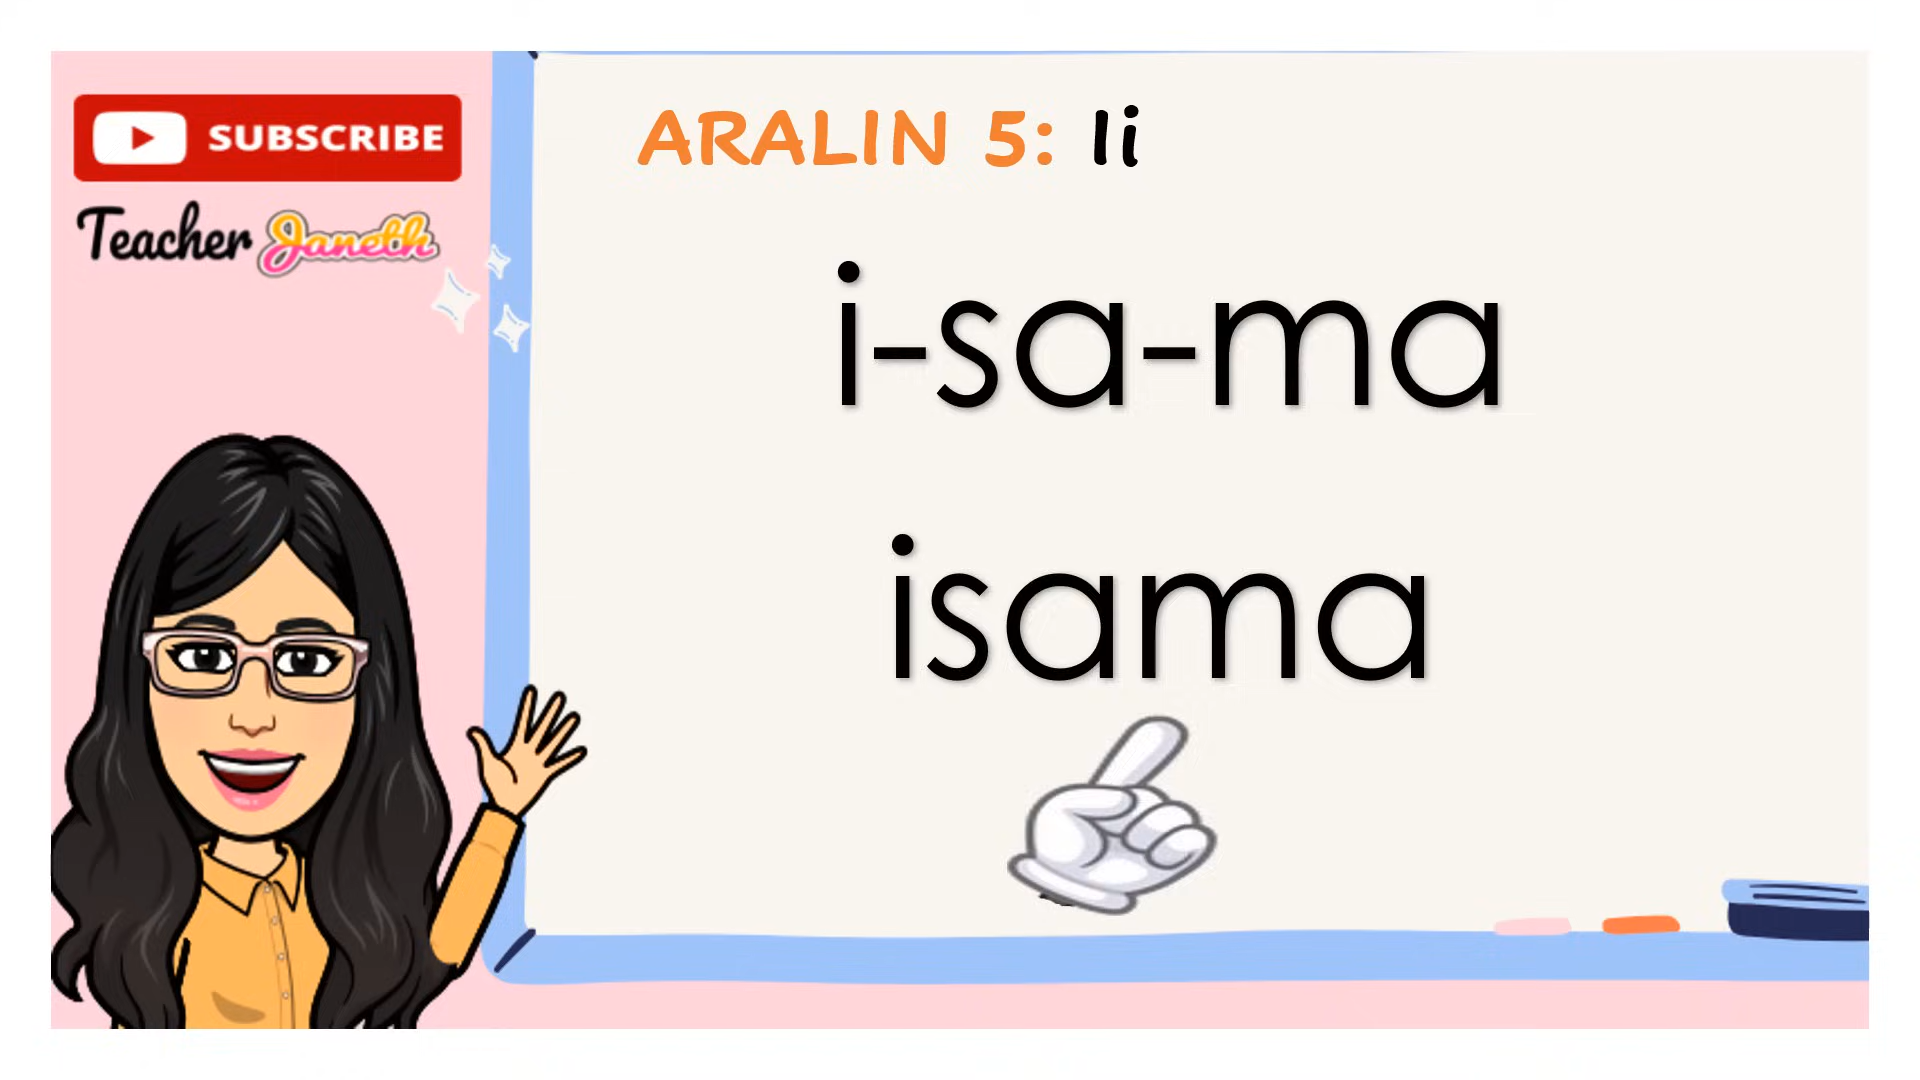 SUBSCRIBE
Teacher Janeth
ARALIN 5: Ii
i-sa-ma
isama